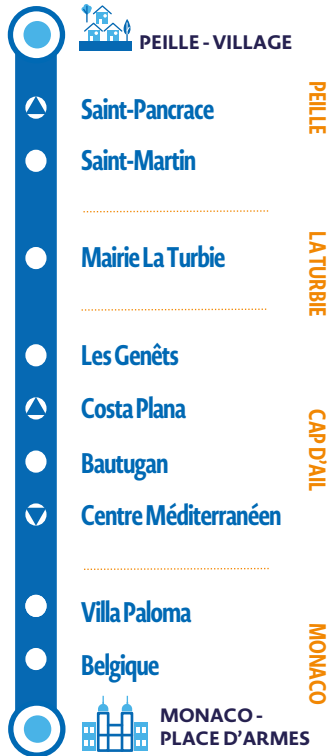 PEILLE - VILLAGE
PEILLE
Saint-Pancrace
Saint-Martin
LA TURBIE
Mairie La Turbie
CAP D'AIL
Les Genêts
Costa Plana
Bautugan
Centre Méditerranéen
MONACO
Villa Paloma
Belgique
MONACO -
PLACE D'ARMES